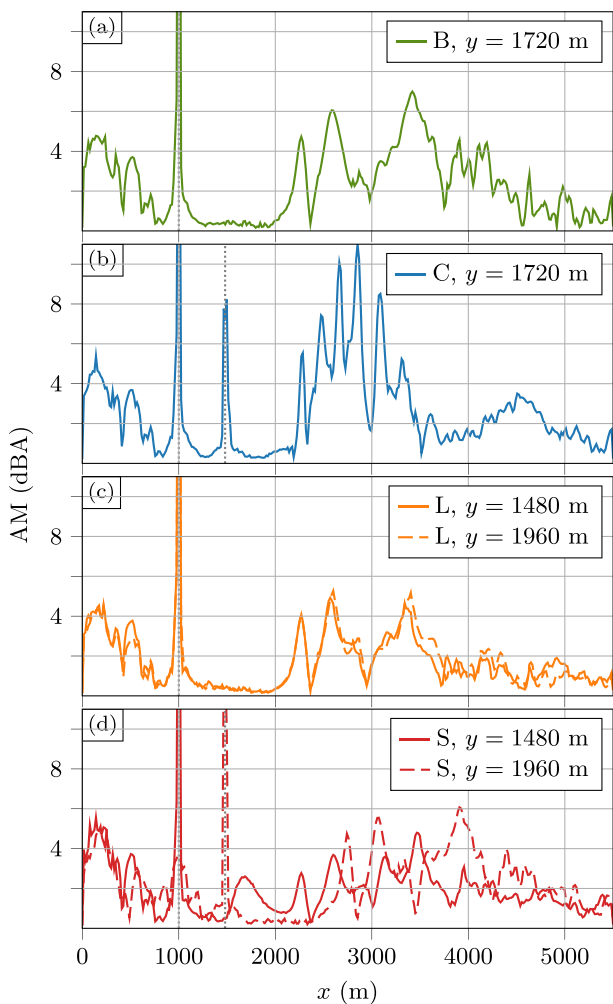 (a)
B, y = 1720 m
8
4
(b)
C, y = 1720 m
8
4
(c)
L, y = 1480 m
L, y = 1960 m
8
4
(d)
S, y = 1480 m
S, y = 1960 m
8
4
AM (dBA)
0 1000 2000 3000 4000 5000
x (m)